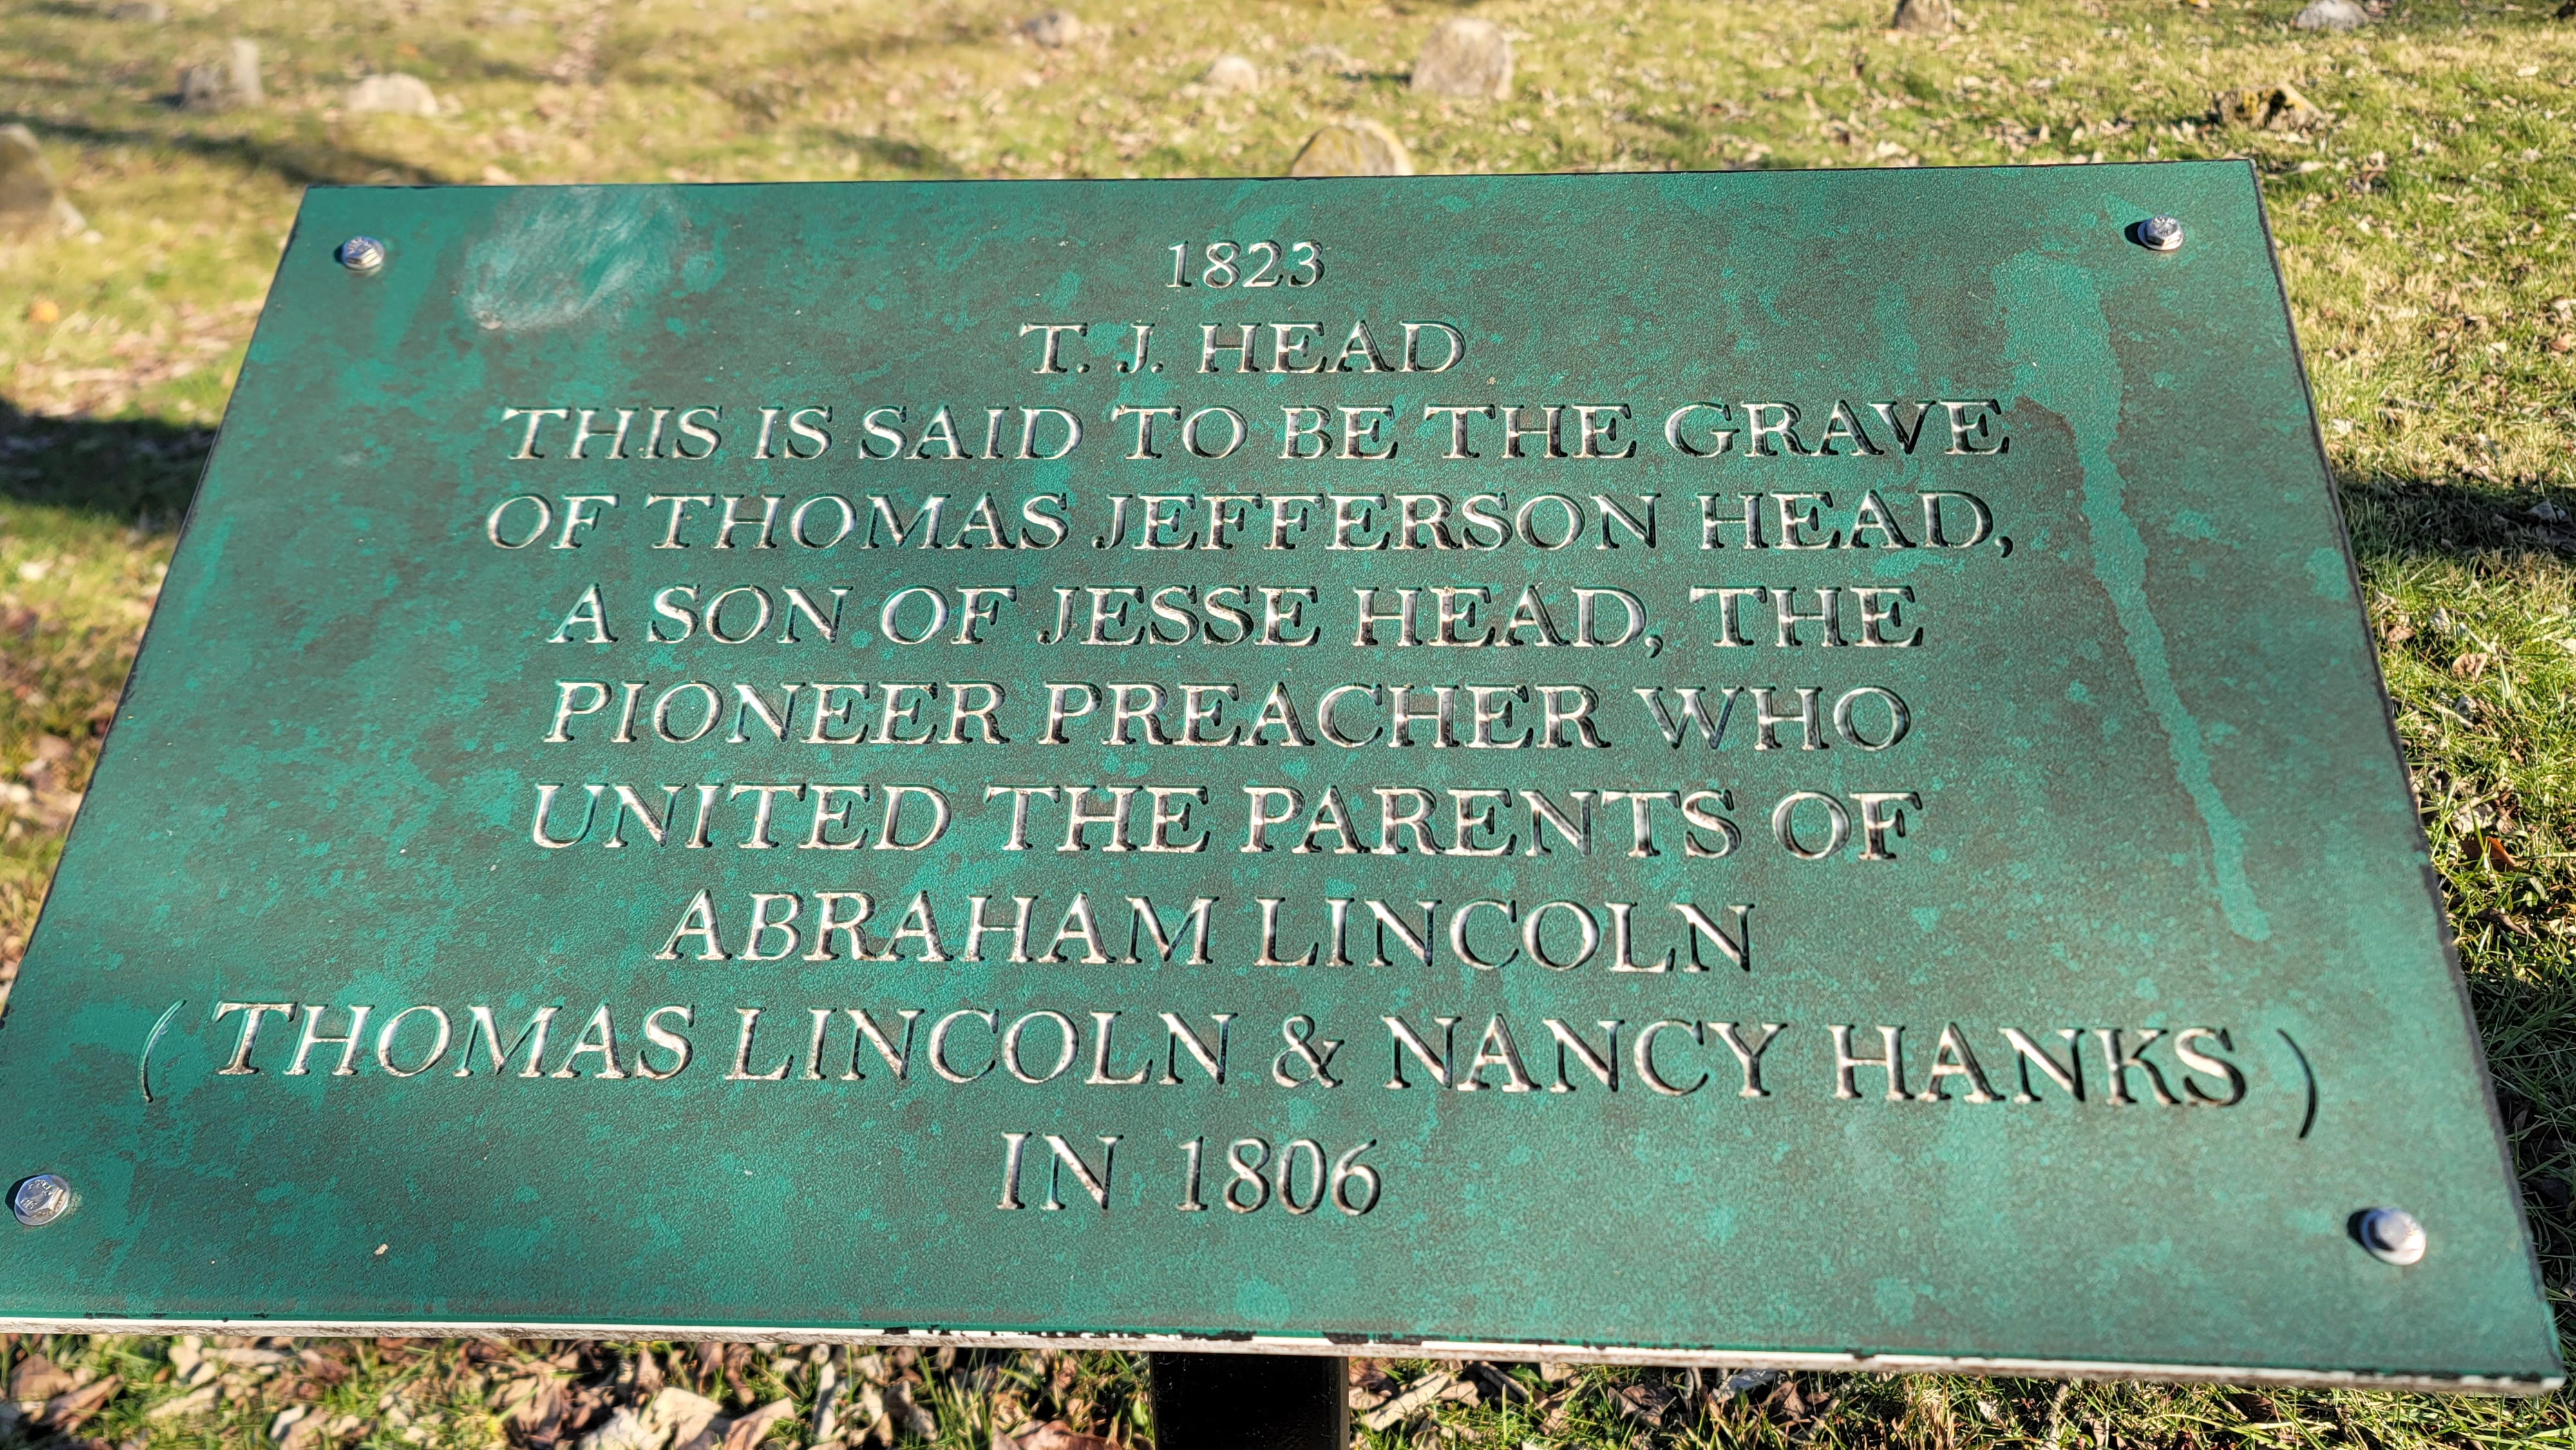 1823
T. J. HEAD
THIS IS SAID TO BE THE GRAVE
OF THOMAS JEFFERSON HEAD,
A SON OF JESSE HEAD, THE
PIONEER PREACHER WHO
UNITED THE PARENTS OF
ABRAHAM LINCOLN
( THOMAS LINCOLN & NANCY HANKS )
IN 1806